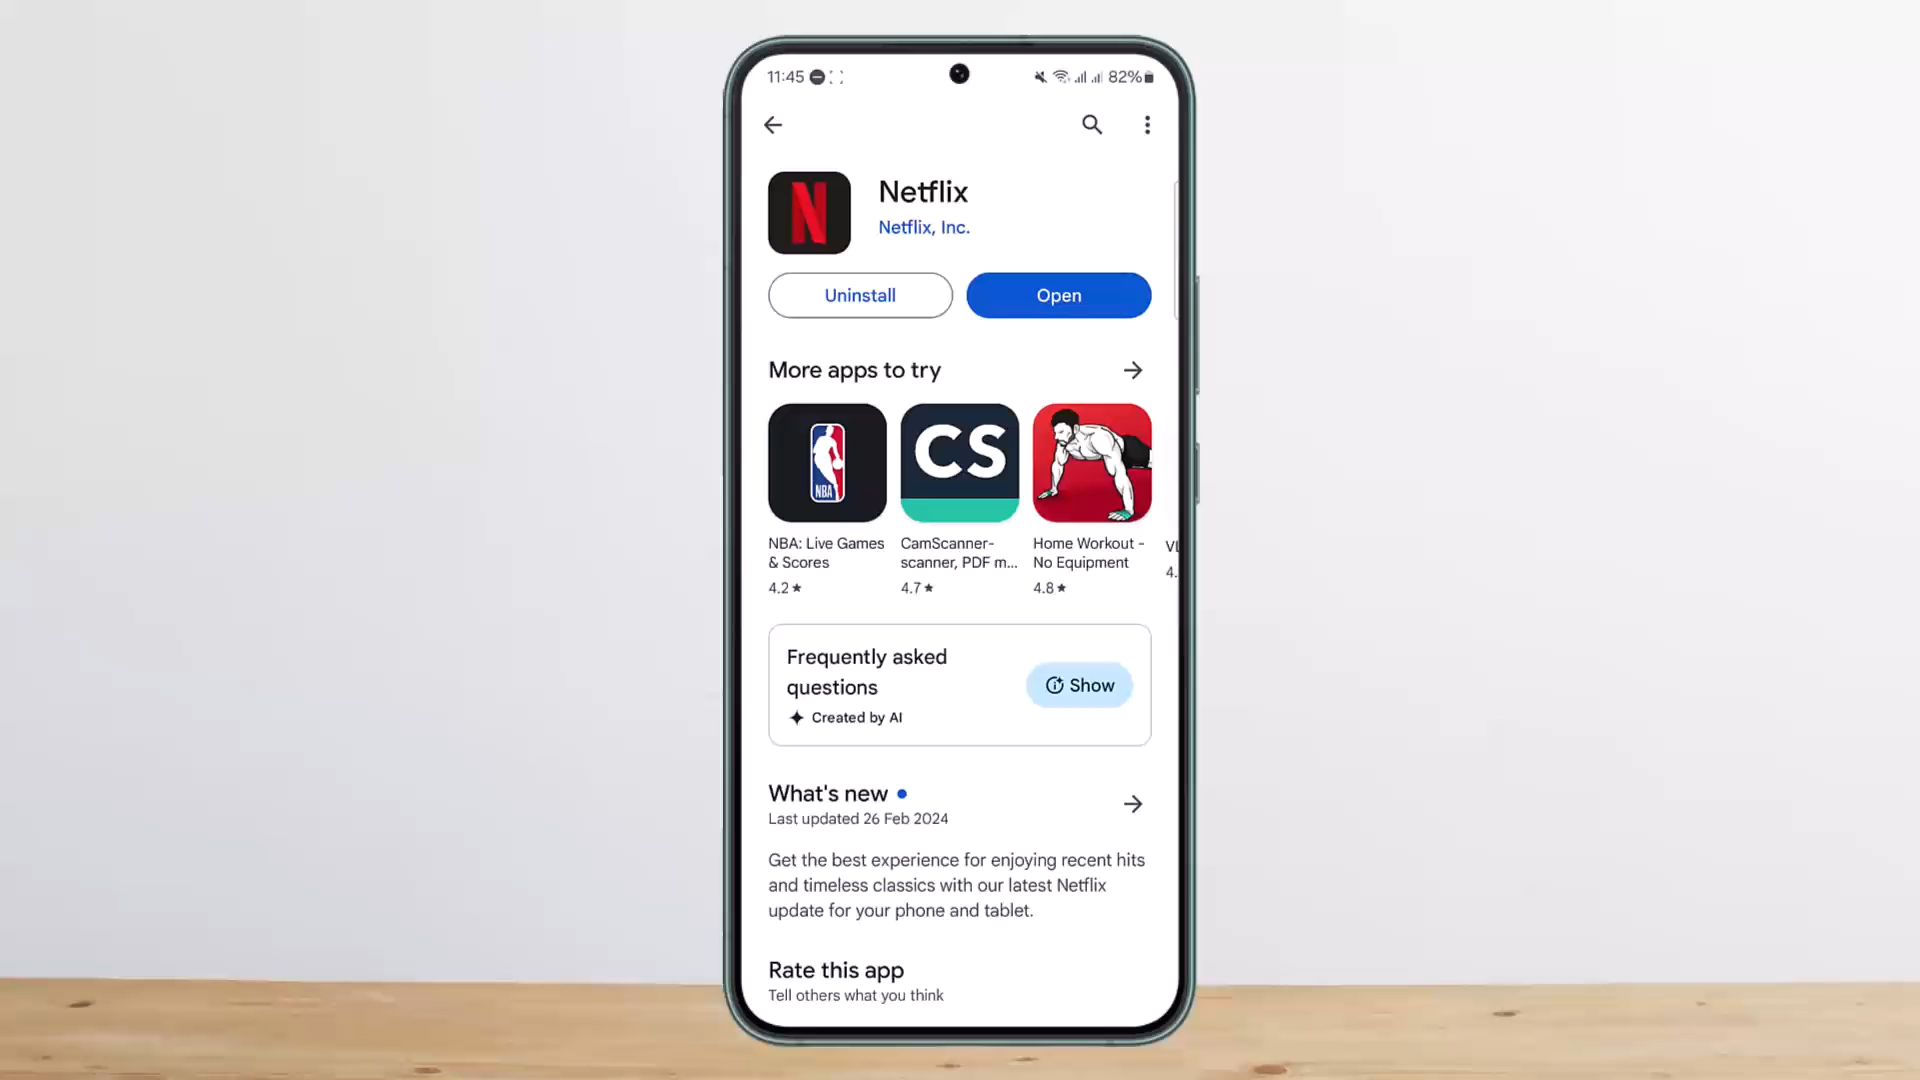 11:45 82%
Netflix
Netflix, Inc.
Uninstall Open
More apps to try
NBA
CS
NBA: Live Games
& Scores
4.2★
CamScanner-
scanner, PDF m...
4.7★
Home Workout -
No Equipment
4.8★
4.
Frequently asked
questions
Created by AI
Show
What's new
Last updated 26 Feb 2024
Get the best experience for enjoying recent hits
and timeless classics with our latest Netflix
update for your phone and tablet.
Rate this app
Tell others what you think